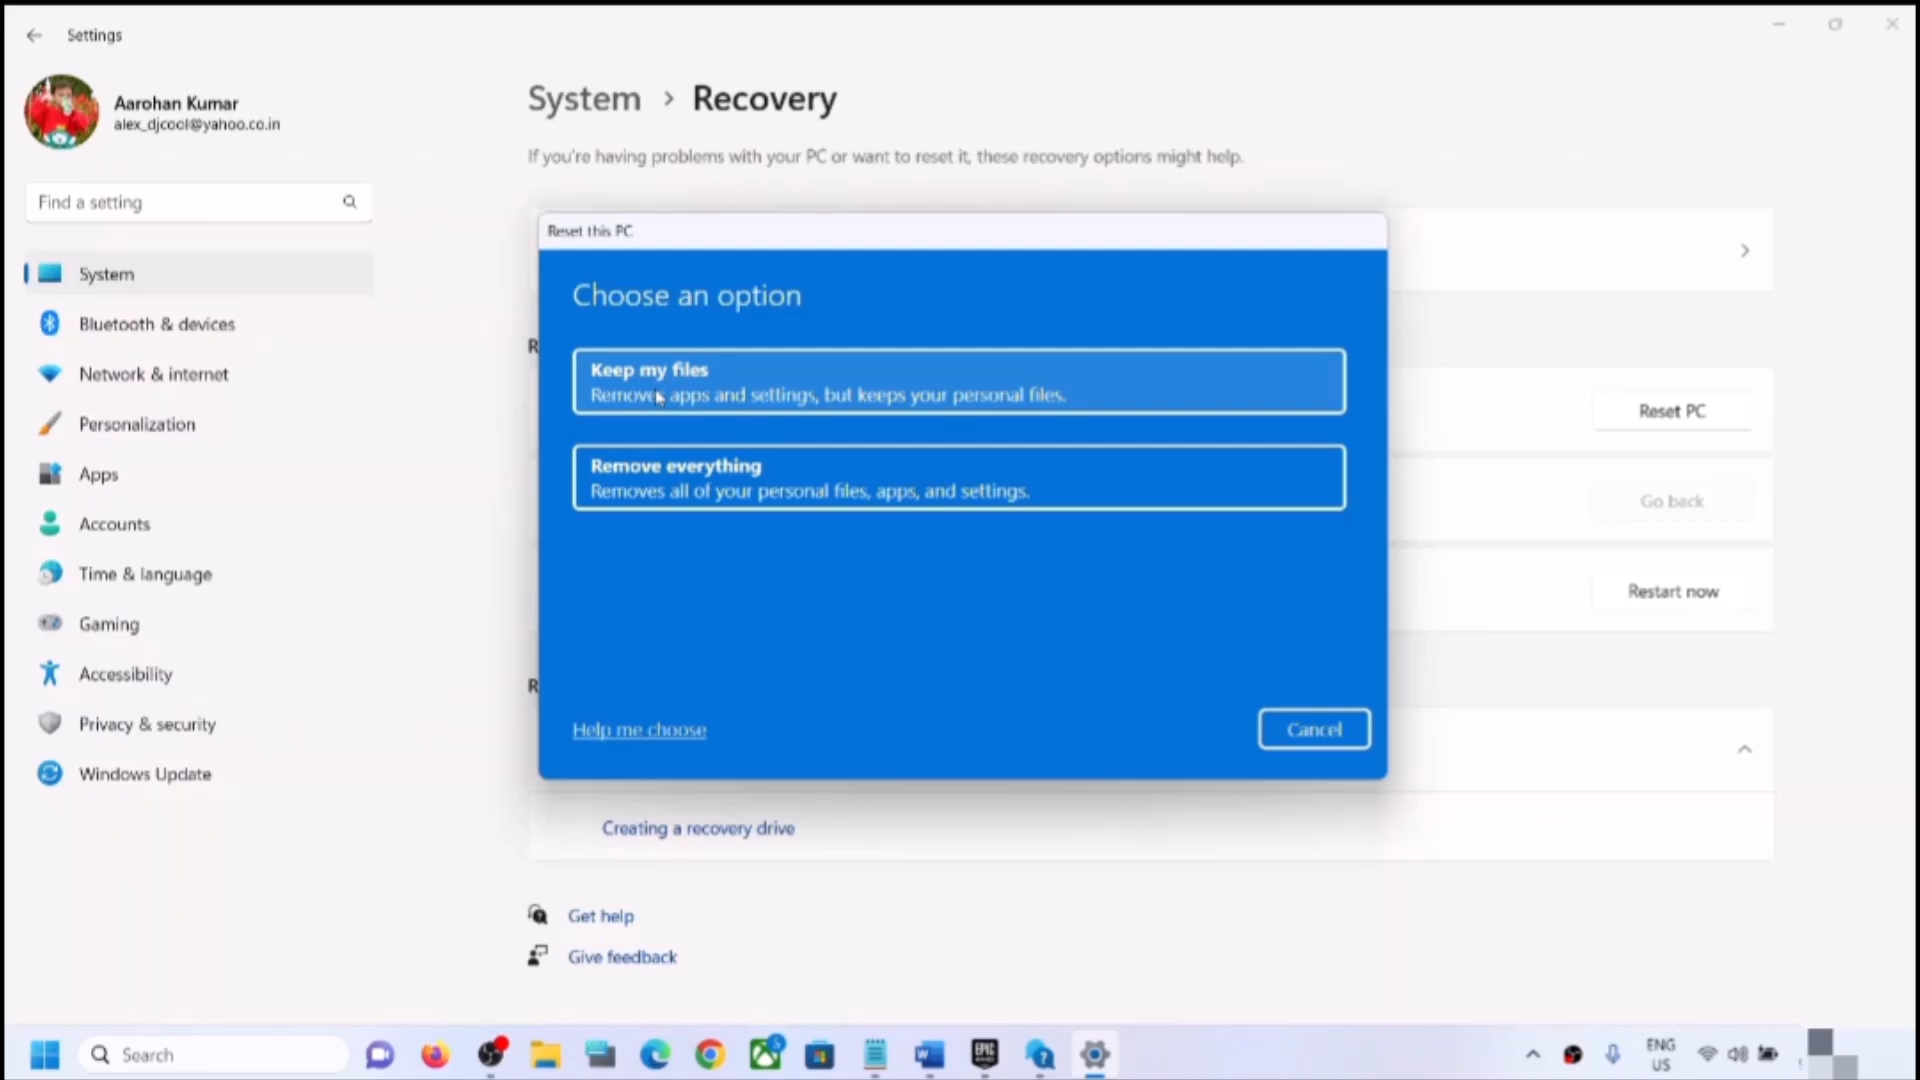 Settings
Aarohan Kumar
alex_djcool@yahoo.co.in
Find a setting
System
Bluetooth & devices
Network & internet
Personalization
Apps
Accounts
Time & language
Gaming
Accessibility
Privacy & security
Windows Update
System > Recovery
If you're having problems with your PC or want to reset it, these recovery options might help.
Reset this PC
Choose an option
Keep my files
Removes apps and settings, but keeps your personal files.
Remove everything
Removes all of your personal files, apps, and settings.
Help me choose
Cancel
R
R
Reset PC
Go back
Restart now
Creating a recovery drive
Get help
Give feedback
Search
5
EPIC
ENG
US